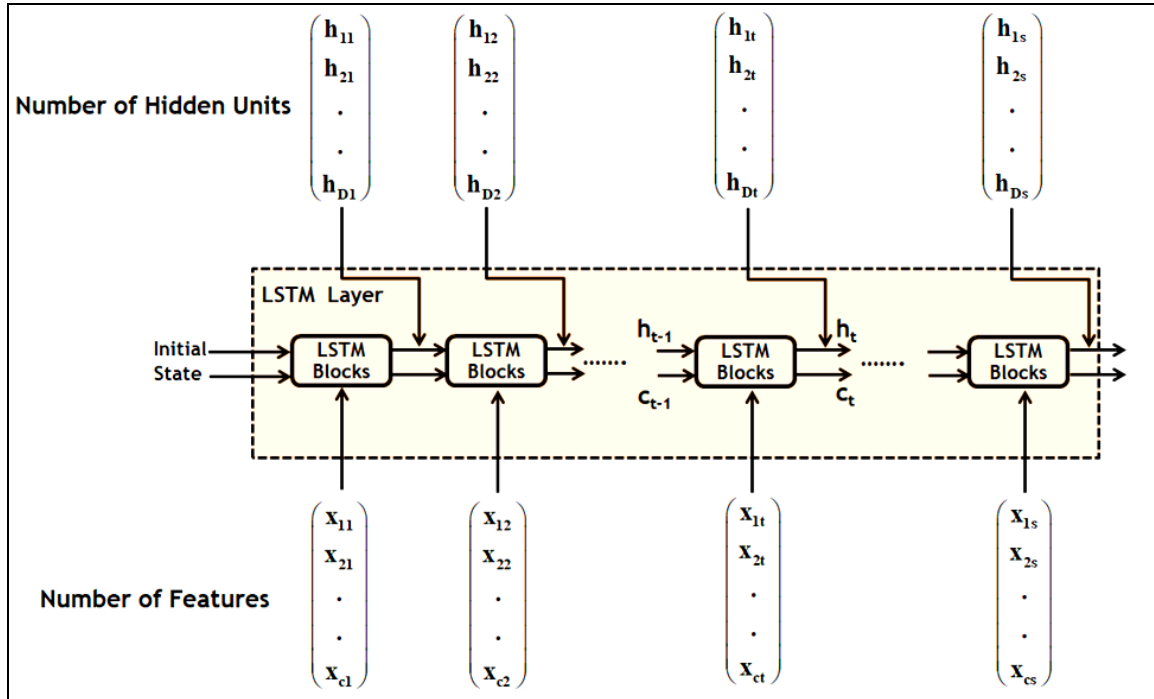 h11 h12 h1t h1s
h21 h22 h2t h2s
Number of Hidden Units . . . .
. . . .
hD1 hD2 hDt hDs
LSTM Layer
Initial State
LSTM Blocks
LSTM Blocks
.......
ht-1
ct-1
LSTM Blocks
ht
ct
.......
LSTM Blocks
x11 x12 x1t x1s
x21 x22 x2t x2s
Number of Features . . . .
. . . .
xc1 xc2 xct xcs